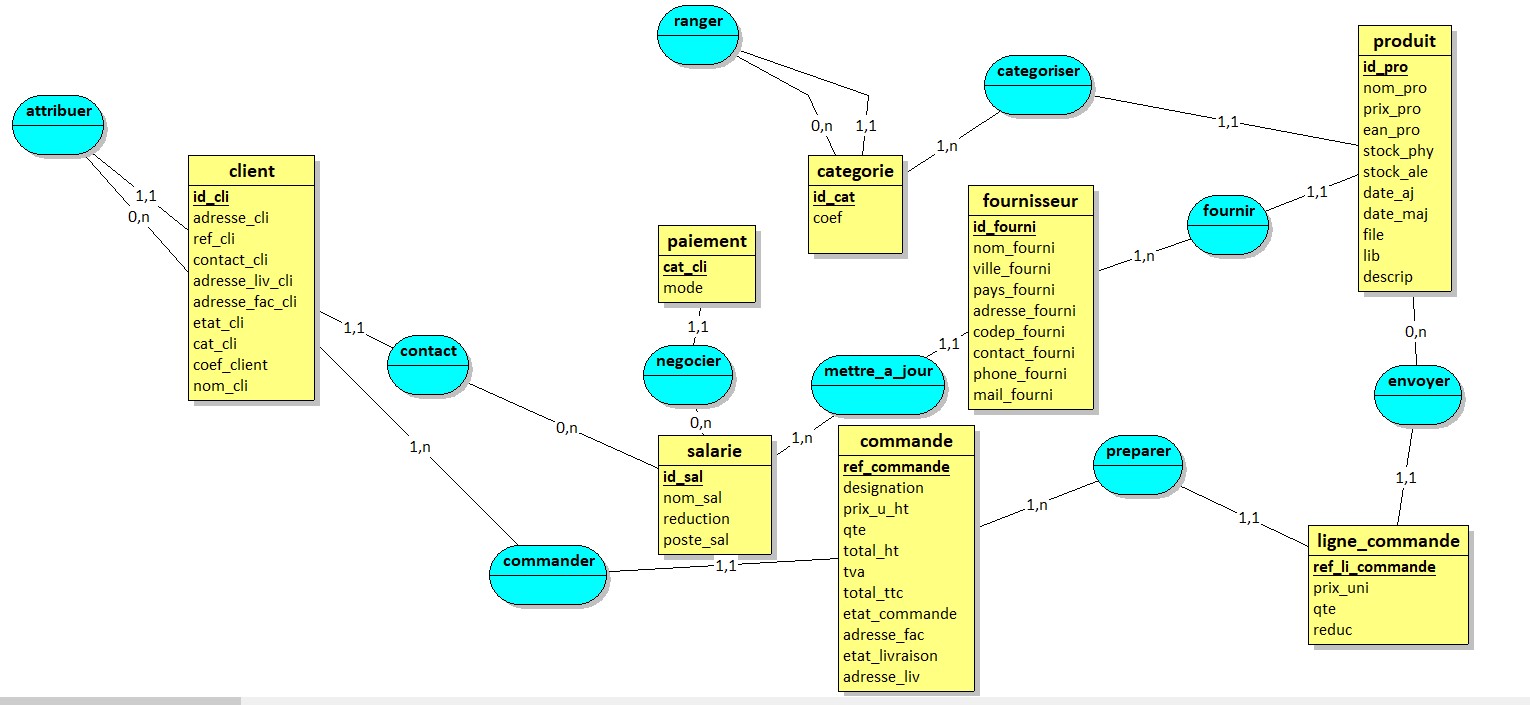 ranger
0,n
1,1
categoriser
1,n
1,1
produit
id_pro
nom_pro
prix_pro
ean_pro
stock_phy
stock_ale
date_aj
date_maj
file
lib
descrip
attribuer
1,1
0,n
client
id_cli
adresse_cli
ref_cli
contact_cli
adresse_liv_cli
adresse_fac_cli
etat_cli
cat_cli
coef_client
nom_cli
categorie
id_cat
coef
fournisseur
id_fourni
nom_fourni
ville_fourni
pays_fourni
adresse_fourni
codep_fourni
contact_fourni
phone_fourni
mail_fourni
fournir
1,1
1,n
paiement
cat_cli
mode
1,1
negocier
0,n
contact
1,1
0,n
mettre_a_jour
1,1
1,n
salarie
id_sal
nom_sal
reduction
poste_sal
commande
ref_commande
designation
prix_u_ht
qte
total_ht
tva
total_ttc
etat_commande
adresse_fac
etat_livraison
adresse_liv
0,n
envoyer
1,1
preparer
1,n
1,1
1,n
commander
1,1
ligne_commande
ref_li_commande
prix_uni
qte
reduc